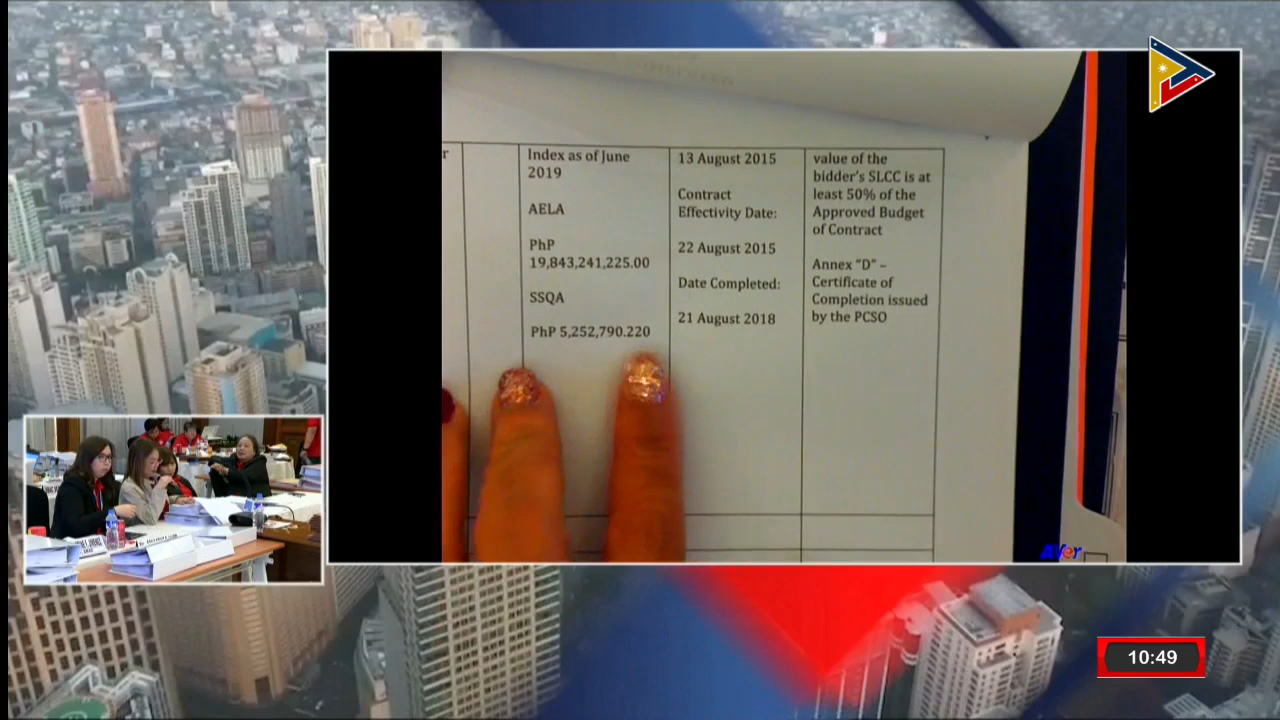 r
Index as of June
2019
AELA
PhP
19,843,241,225.00
SSQA
PhP 5,252,790.220
13 August 2015
Contract
Effectivity Date:
22 August 2015
Date Completed:
21 August 2018
value of the
bidder's SLCC is at
least 50% of the
Approved Budget
of Contract
Annex "D" –
Certificate of
Completion issued
by the PCSO
AVer
10:49